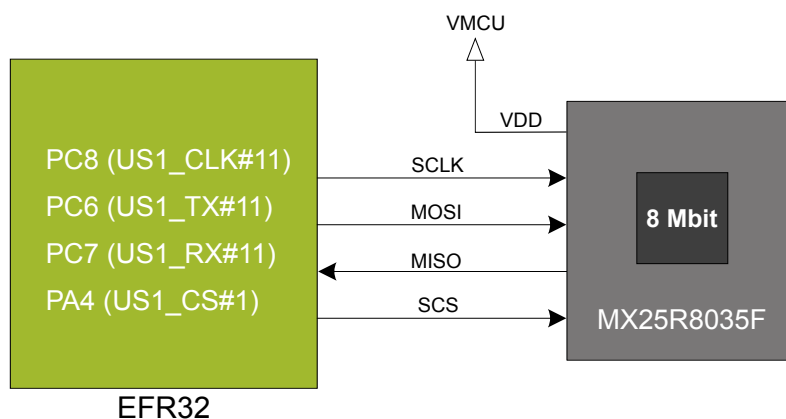 VMCU
VDD
PC8 (US1_CLK#11)
SCLK
PC6 (US1_TX#11)
MOSI
8 Mbit
PC7 (US1_RX#11)
MISO
PA4 (US1_CS#1)
SCS
MX25R8035F
EFR32